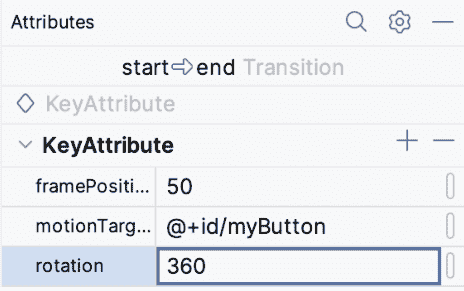 Attributes
start end Transition
KeyAttribute
KeyAttribute
framePositi... 50
motionTarg... @+id/myButton
rotation 360